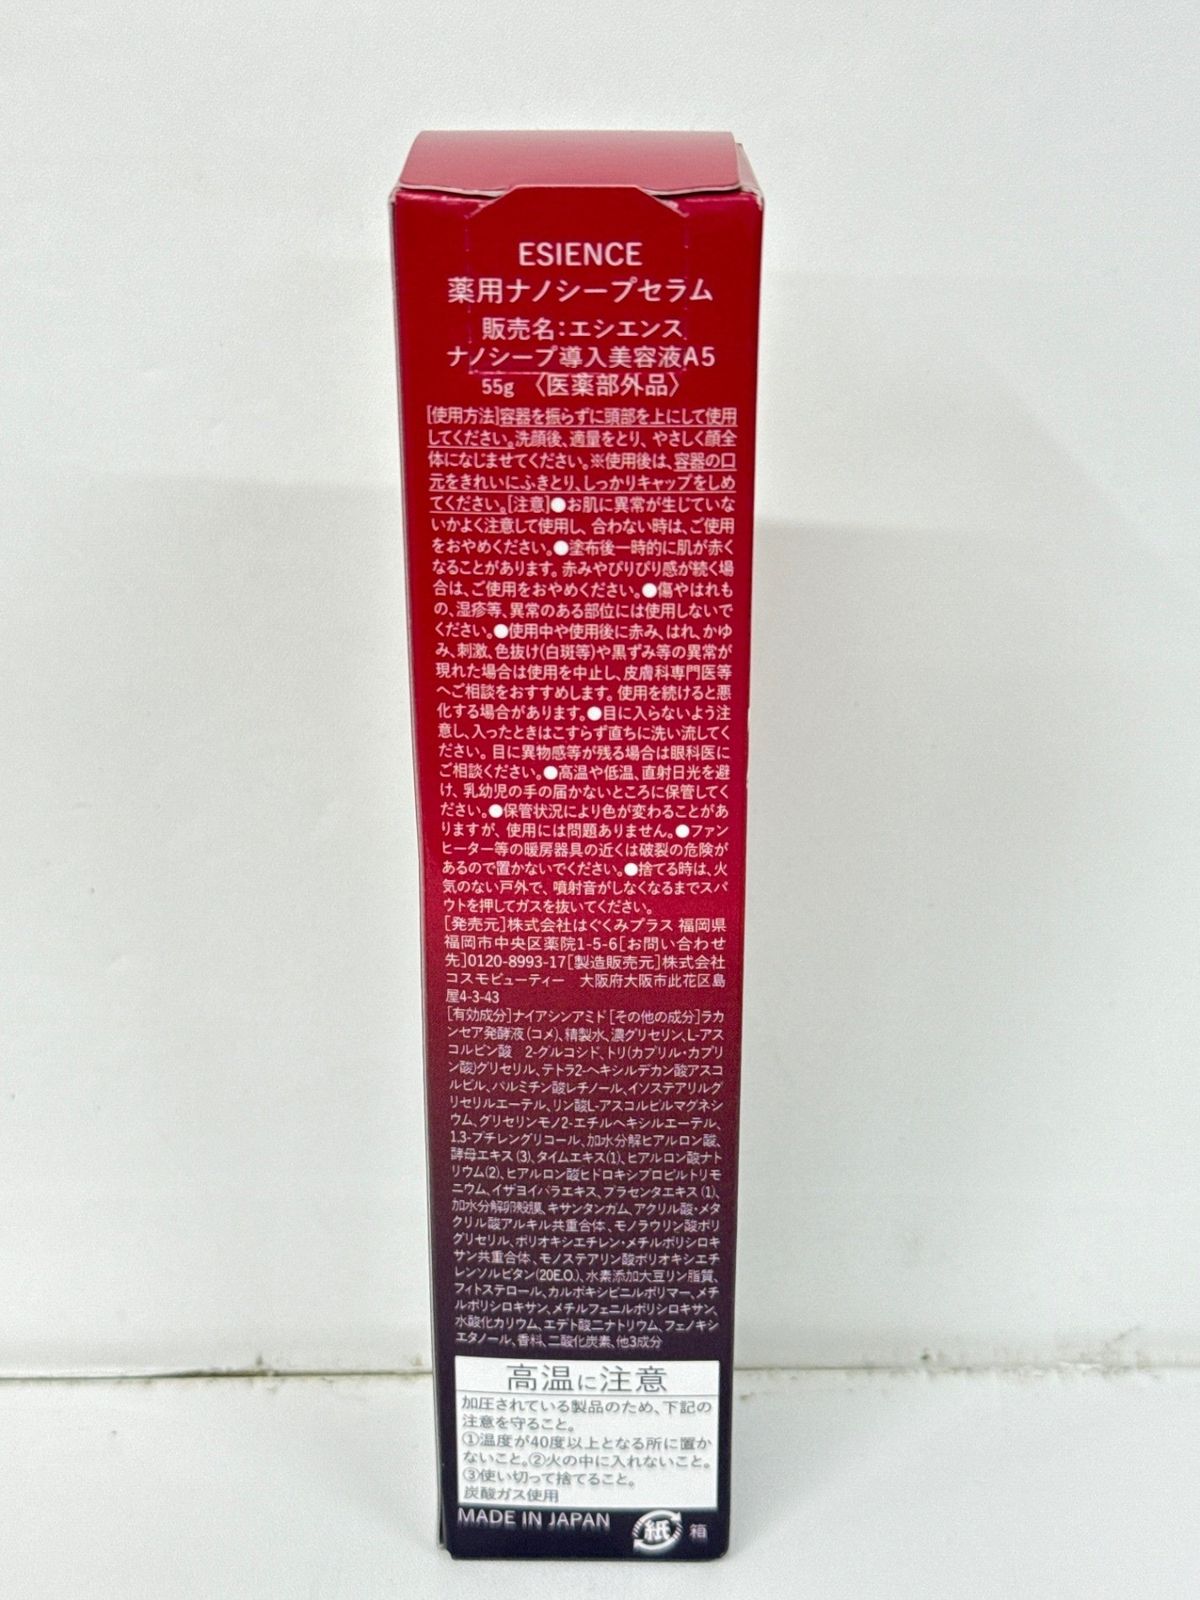 ESIENCE
薬用ナノシープセラム
販売名:エシエンス
ナノシープ導入美容液A5
55g 〈医薬部外品〉
[使用方法]容器を振らずに頭部を上にして使用
してください。洗顔後、適量をとり、やさしく顔全
体になじませてください。※使用後は、容器の口
元をきれいにふきとり、しっかりキャップをしめ
てください。[注意]●お肌に異常が生じていな
いかよく注意して使用し、合わない時は、ご使用
をおやめください。●塗布後一時的に肌が赤く
なることがあります。赤みやぴりぴり感が続く場
合は、ご使用をおやめください。●傷やはれも
の、湿疹等、異常のある部位には使用しないで
ください。●使用中や使用後に赤み、はれ、かゆ
み、刺激、色抜け(白斑等)や黒ずみ等の異常が
現れた場合は使用を中止し、皮膚科専門医等
へご相談をおすすめします。使用を続けると悪
化する場合があります。●目に入らないよう注
意し、入ったときはこすらず直ちに洗い流してく
ださい。目に異物感等が残る場合は眼科医に
ご相談ください。●高温や低温、直射日光を避
け、乳幼児の手の届かないところに保管してく
ださい。●保管状況により色が変わることがあ
りますが、使用には問題ありません。●ファン
ヒーター等の暖房器具の近くは破裂の危険が
あるので置かないでください。●捨てる時は、火
気のない戸外で、噴射音がしなくなるまでスパ
ウトを押してガスを抜いてください。
[発売元]株式会社はぐくみプラス 福岡県
福岡市中央区薬院1-5-6[お問い合わせ
先]0120-8993-17[製造販売元]株式会社
コスモビューティー 大阪府大阪市此花区島
屋4-3-43
[有効成分]ナイアシンアミド[その他の成分]ラカ
ンセア発酵液(コメ)、精製水、濃グリセリン、L-アス
コルビン酸 2-グルコシド、トリ(カプリル・カプリ
ン酸)グリセリル、テトラ2-ヘキシルデカン酸アスコ
ルビル、パルミチン酸レチノール、イソステアリルグ
リセリルエーテル、リン酸L-アスコルビルマグネシ
ウム、グリセリンモノ2-エチルヘキシルエーテル、
1,3-ブチレングリコール、加水分解ヒアルロン酸、
酵母エキス(3)、タイムエキス(1)、ヒアルロン酸ナト
リウム(2)、ヒアルロン酸ヒドロキシプロピルトリモ
ニウム、イザヨイバラエキス、プラセンタエキス(1)、
加水分解卵殻膜、キサンタンガム、アクリル酸・メタ
クリル酸アルキル共重合体、モノラウリン酸ポリ
グリセリル、ポリオキシエチレン・メチルポリシロキ
サン共重合体、モノステアリン酸ポリオキシエチ
レンソルビタン(20E.O.)、水素添加大豆リン脂質、
フィトステロール、カルボキシビニルポリマー、メチ
ルポリシロキサン、メチルフェニルポリシロキサン、
水酸化カリウム、エデト酸二ナトリウム、フェノキシ
エタノール、香料、二酸化炭素、他3成分
高温に注意
加圧されている製品のため、下記の
注意を守ること。
①温度が40度以上となる所に置か
ないこと。②火の中に入れないこと。
③使い切って捨てること。
炭酸ガス使用
MADE IN JAPAN
紙 箱